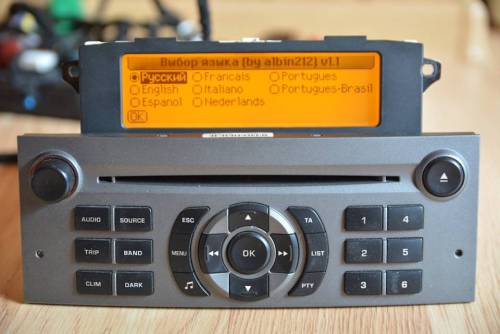 Выбор языка (by albin212) v1.1
Русский Francais Portugues
English Italiano Portugues-Brasil
Espanol Nederlands
OK
AUDIO SOURCE ESC TA 1 4
TRIP BAND MENU OK LIST 2 5
CLIM DARK PTY 3 6